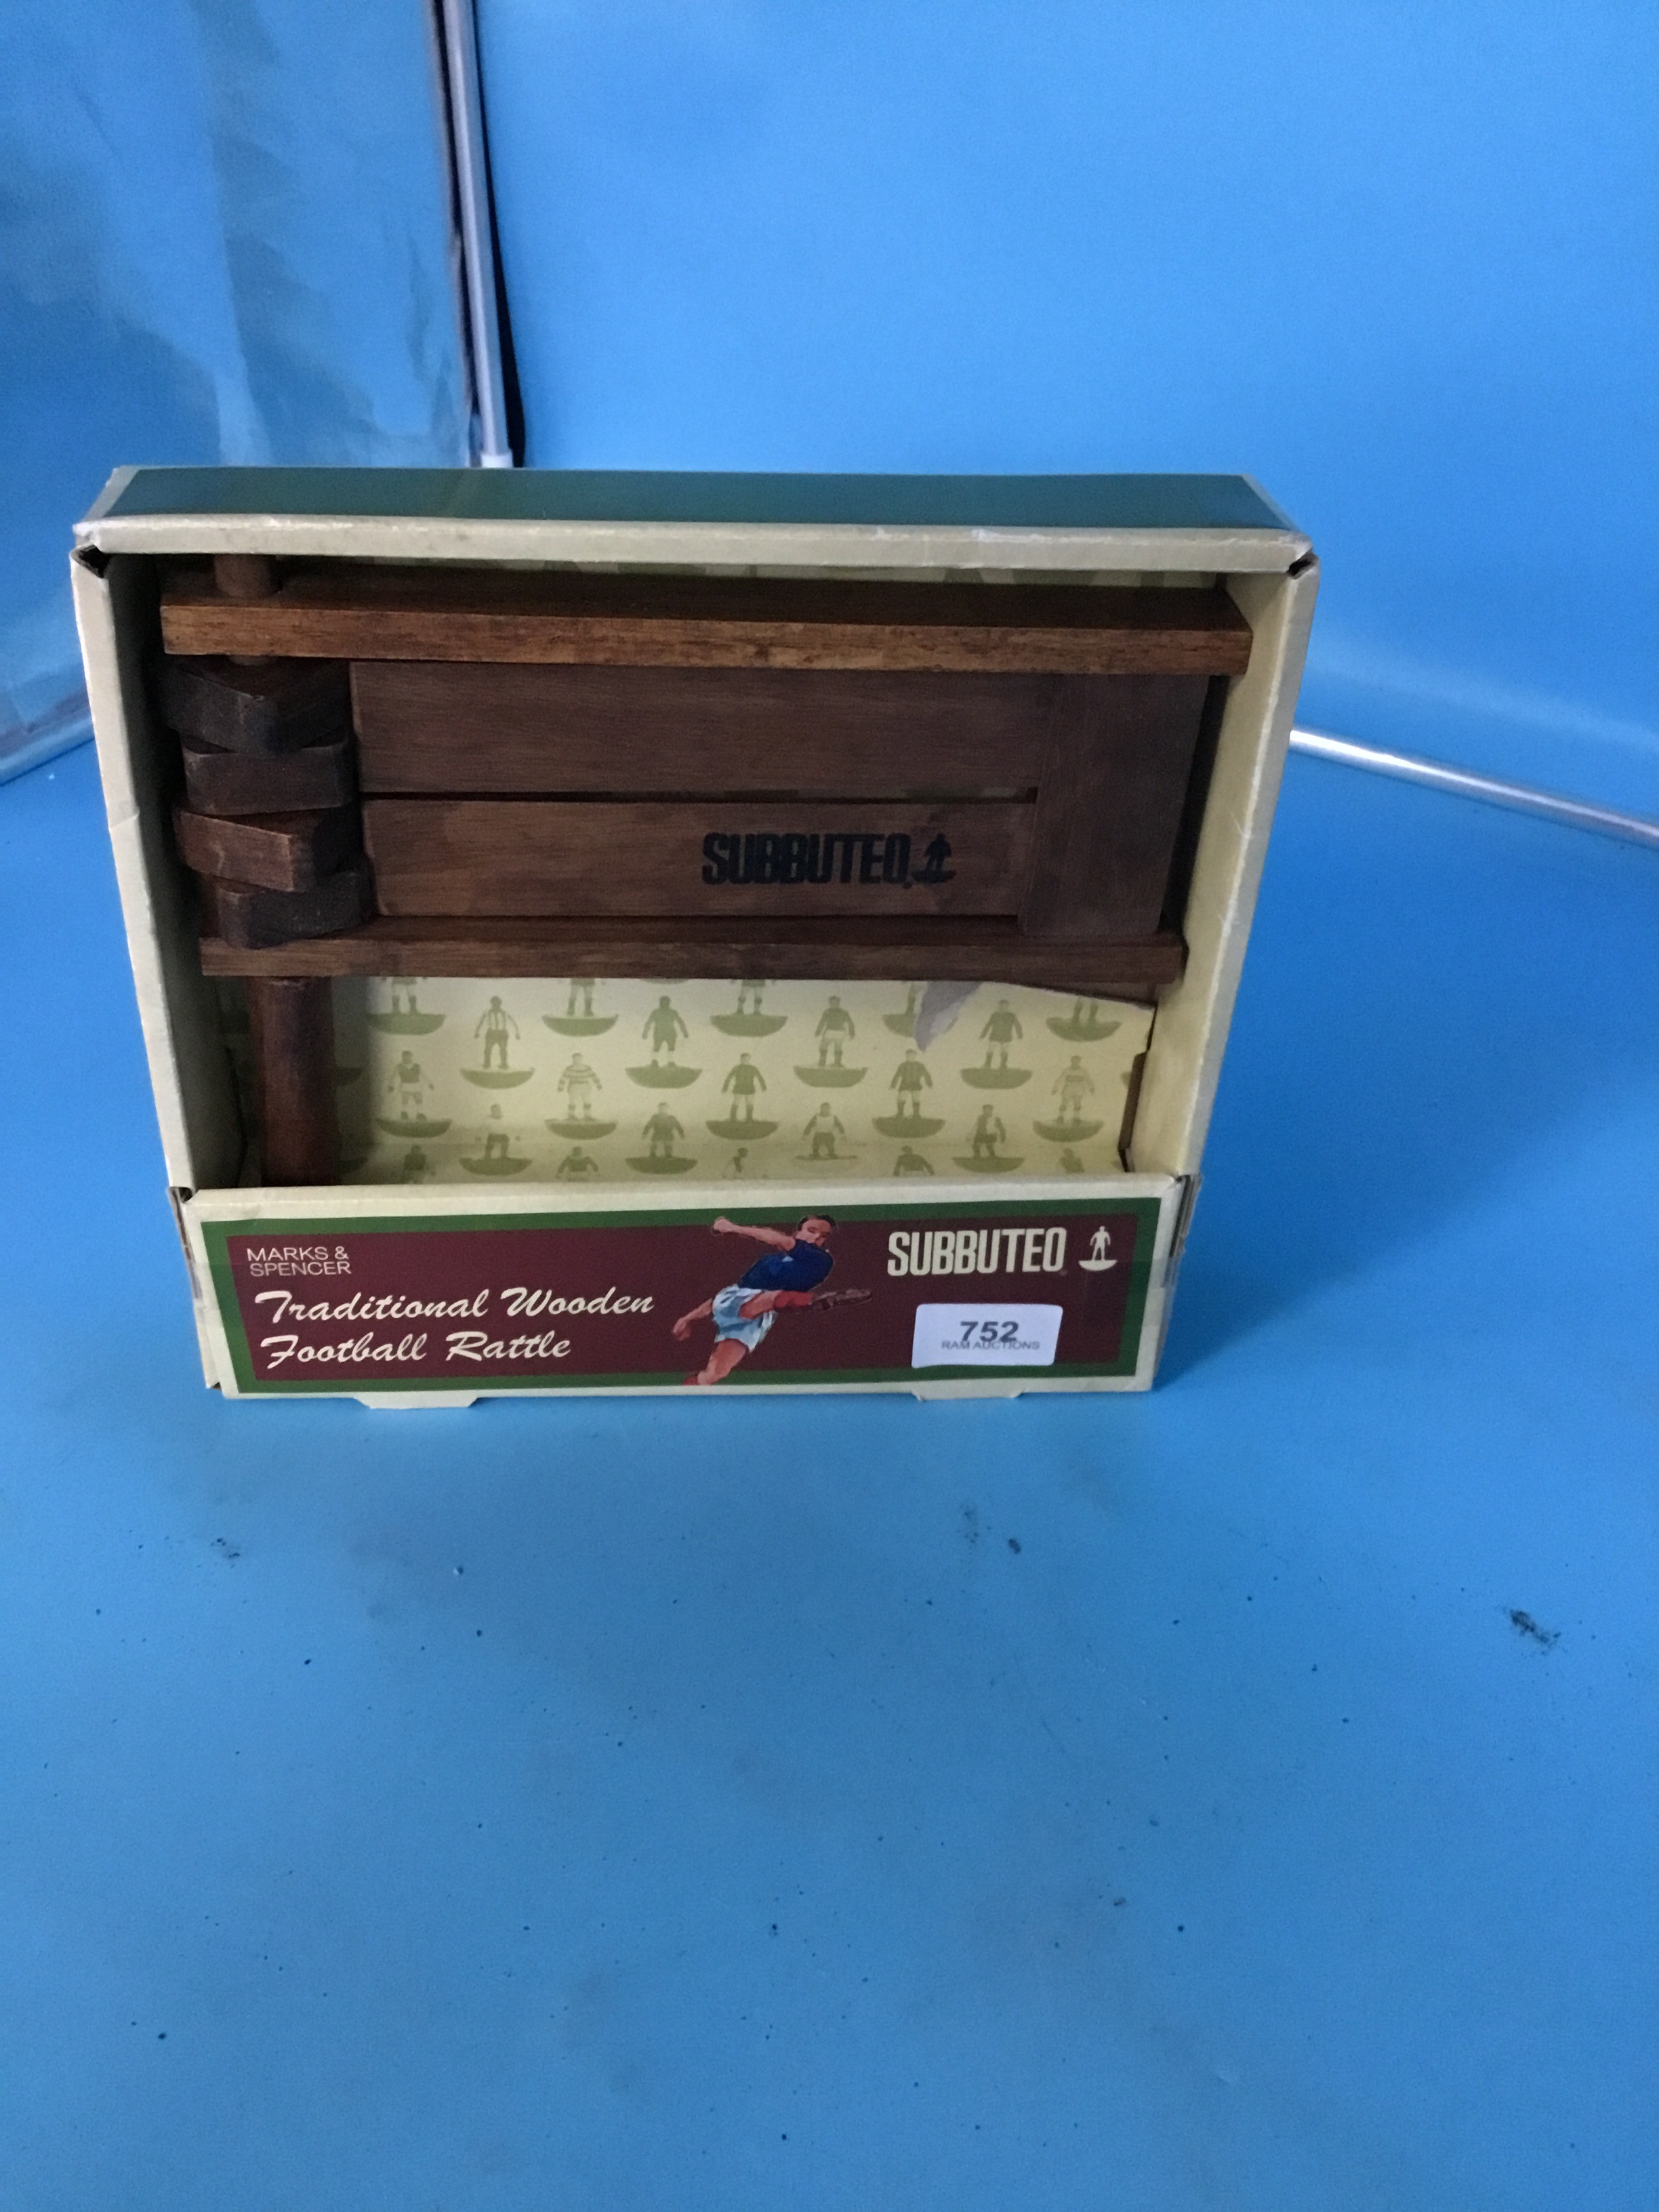 SUBBUTEO
MARKS &
SPENCER
Traditional Wooden
Football Rattle
SUBBUTEO
752
RAM AUCTIONS